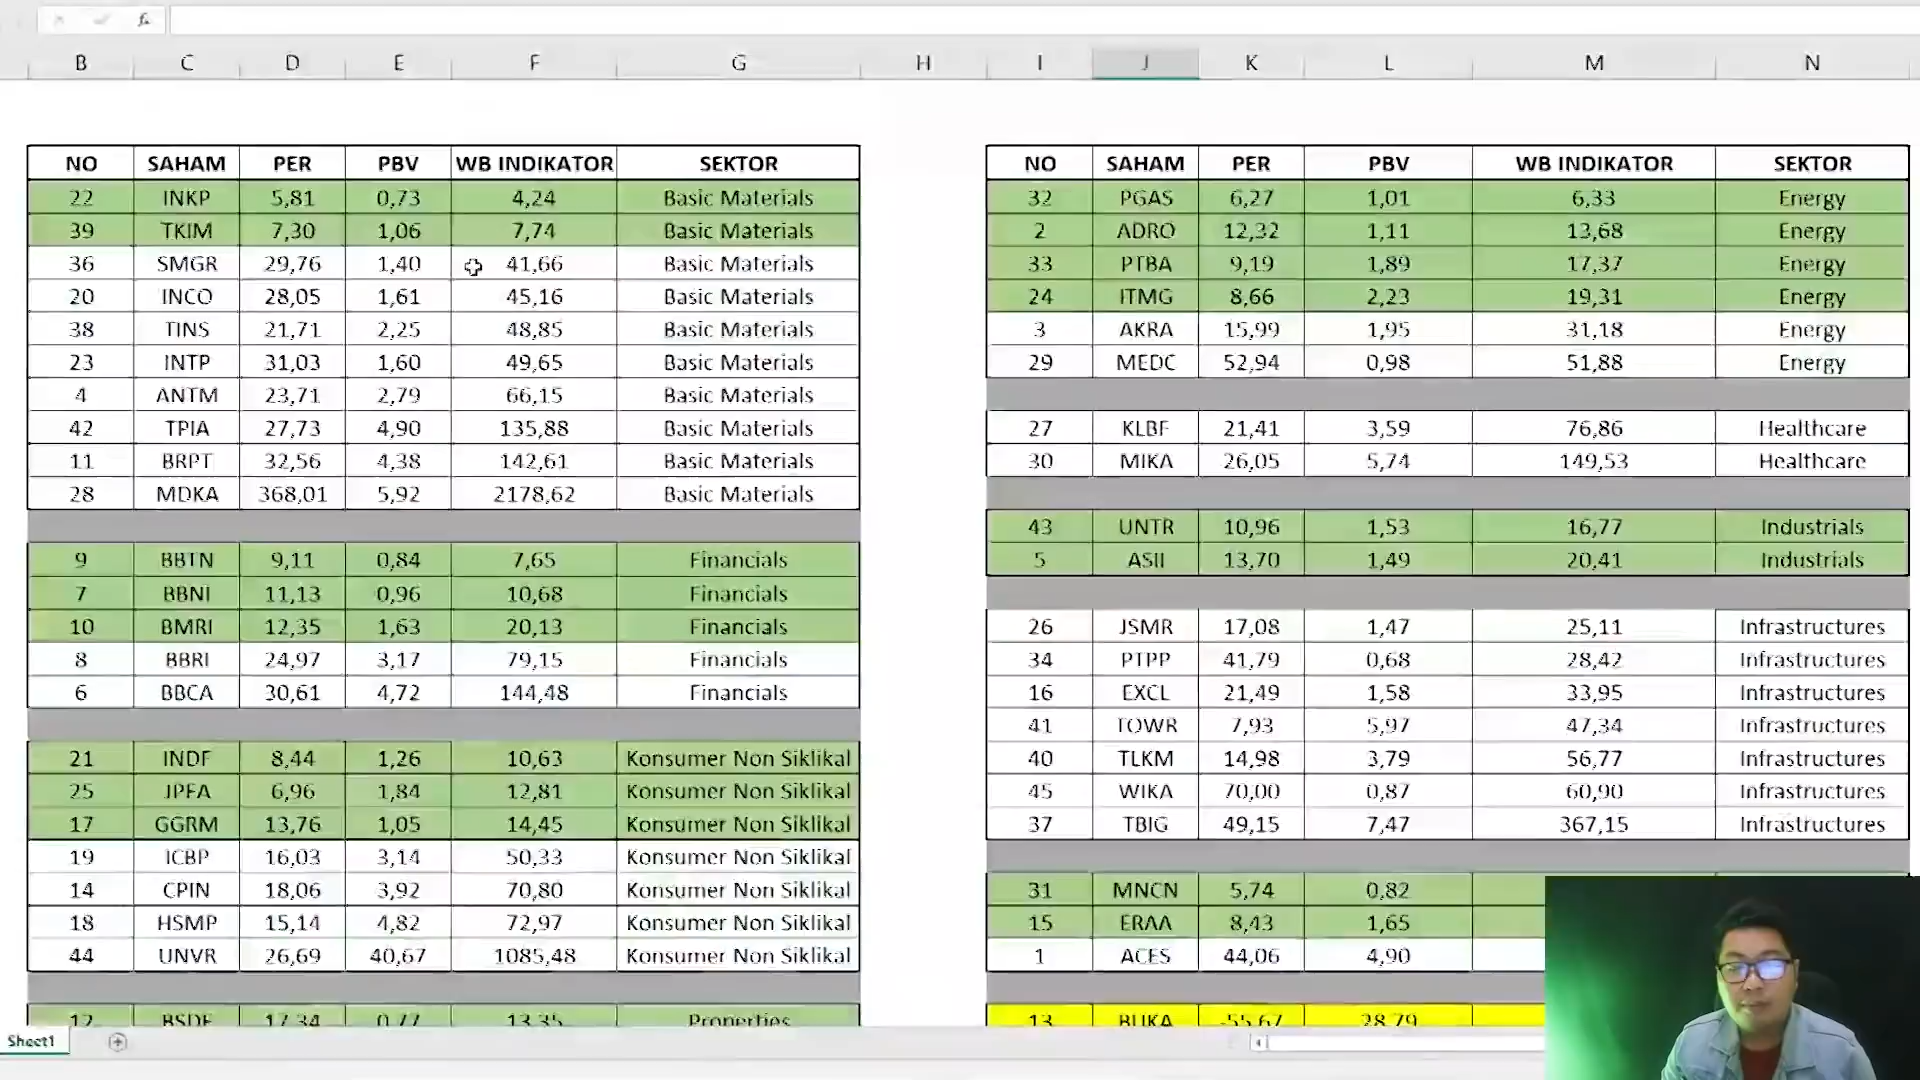 fx
B C D E F G H I J K L M N
NO SAHAM PER PBV WB INDIKATOR SEKTOR
22 INKP 5,81 0,73 4,24 Basic Materials
39 TKIM 7,30 1,06 7,74 Basic Materials
36 SMGR 29,76 1,40 41,66 Basic Materials
20 INCO 28,05 1,61 45,16 Basic Materials
38 TINS 21,71 2,25 48,85 Basic Materials
23 INTP 31,03 1,60 49,65 Basic Materials
4 ANTM 23,71 2,79 66,15 Basic Materials
42 TPIA 27,73 4,90 135,88 Basic Materials
11 BRPT 32,56 4,38 142,61 Basic Materials
28 MDKA 368,01 5,92 2178,62 Basic Materials
9 BBTN 9,11 0,84 7,65 Financials
7 BBNI 11,13 0,96 10,68 Financials
10 BMRI 12,35 1,63 20,13 Financials
8 BBRI 24,97 3,17 79,15 Financials
6 BBCA 30,61 4,72 144,48 Financials
21 INDF 8,44 1,26 10,63 Konsumer Non Siklikal
25 JPFA 6,96 1,84 12,81 Konsumer Non Siklikal
17 GGRM 13,76 1,05 14,45 Konsumer Non Siklikal
19 ICBP 16,03 3,14 50,33 Konsumer Non Siklikal
14 CPIN 18,06 3,92 70,80 Konsumer Non Siklikal
18 HSMP 15,14 4,82 72,97 Konsumer Non Siklikal
44 UNVR 26,69 40,67 1085,48 Konsumer Non Siklikal
12 BSDE 17,34 0,77 13,35 Properties
NO SAHAM PER PBV WB INDIKATOR SEKTOR
32 PGAS 6,27 1,01 6,33 Energy
2 ADRO 12,32 1,11 13,68 Energy
33 PTBA 9,19 1,89 17,37 Energy
24 ITMG 8,66 2,23 19,31 Energy
3 AKRA 15,99 1,95 31,18 Energy
29 MEDC 52,94 0,98 51,88 Energy
27 KLBF 21,41 3,59 76,86 Healthcare
30 MIKA 26,05 5,74 149,53 Healthcare
43 UNTR 10,96 1,53 16,77 Industrials
5 ASII 13,70 1,49 20,41 Industrials
26 JSMR 17,08 1,47 25,11 Infrastructures
34 PTPP 41,79 0,68 28,42 Infrastructures
16 EXCL 21,49 1,58 33,95 Infrastructures
41 TOWR 7,93 5,97 47,34 Infrastructures
40 TLKM 14,98 3,79 56,77 Infrastructures
45 WIKA 70,00 0,87 60,90 Infrastructures
37 TBIG 49,15 7,47 367,15 Infrastructures
31 MNCN 5,74 0,82
15 ERAA 8,43 1,65
1 ACES 44,06 4,90
13 BUKA -55,67 28,79
Sheet1